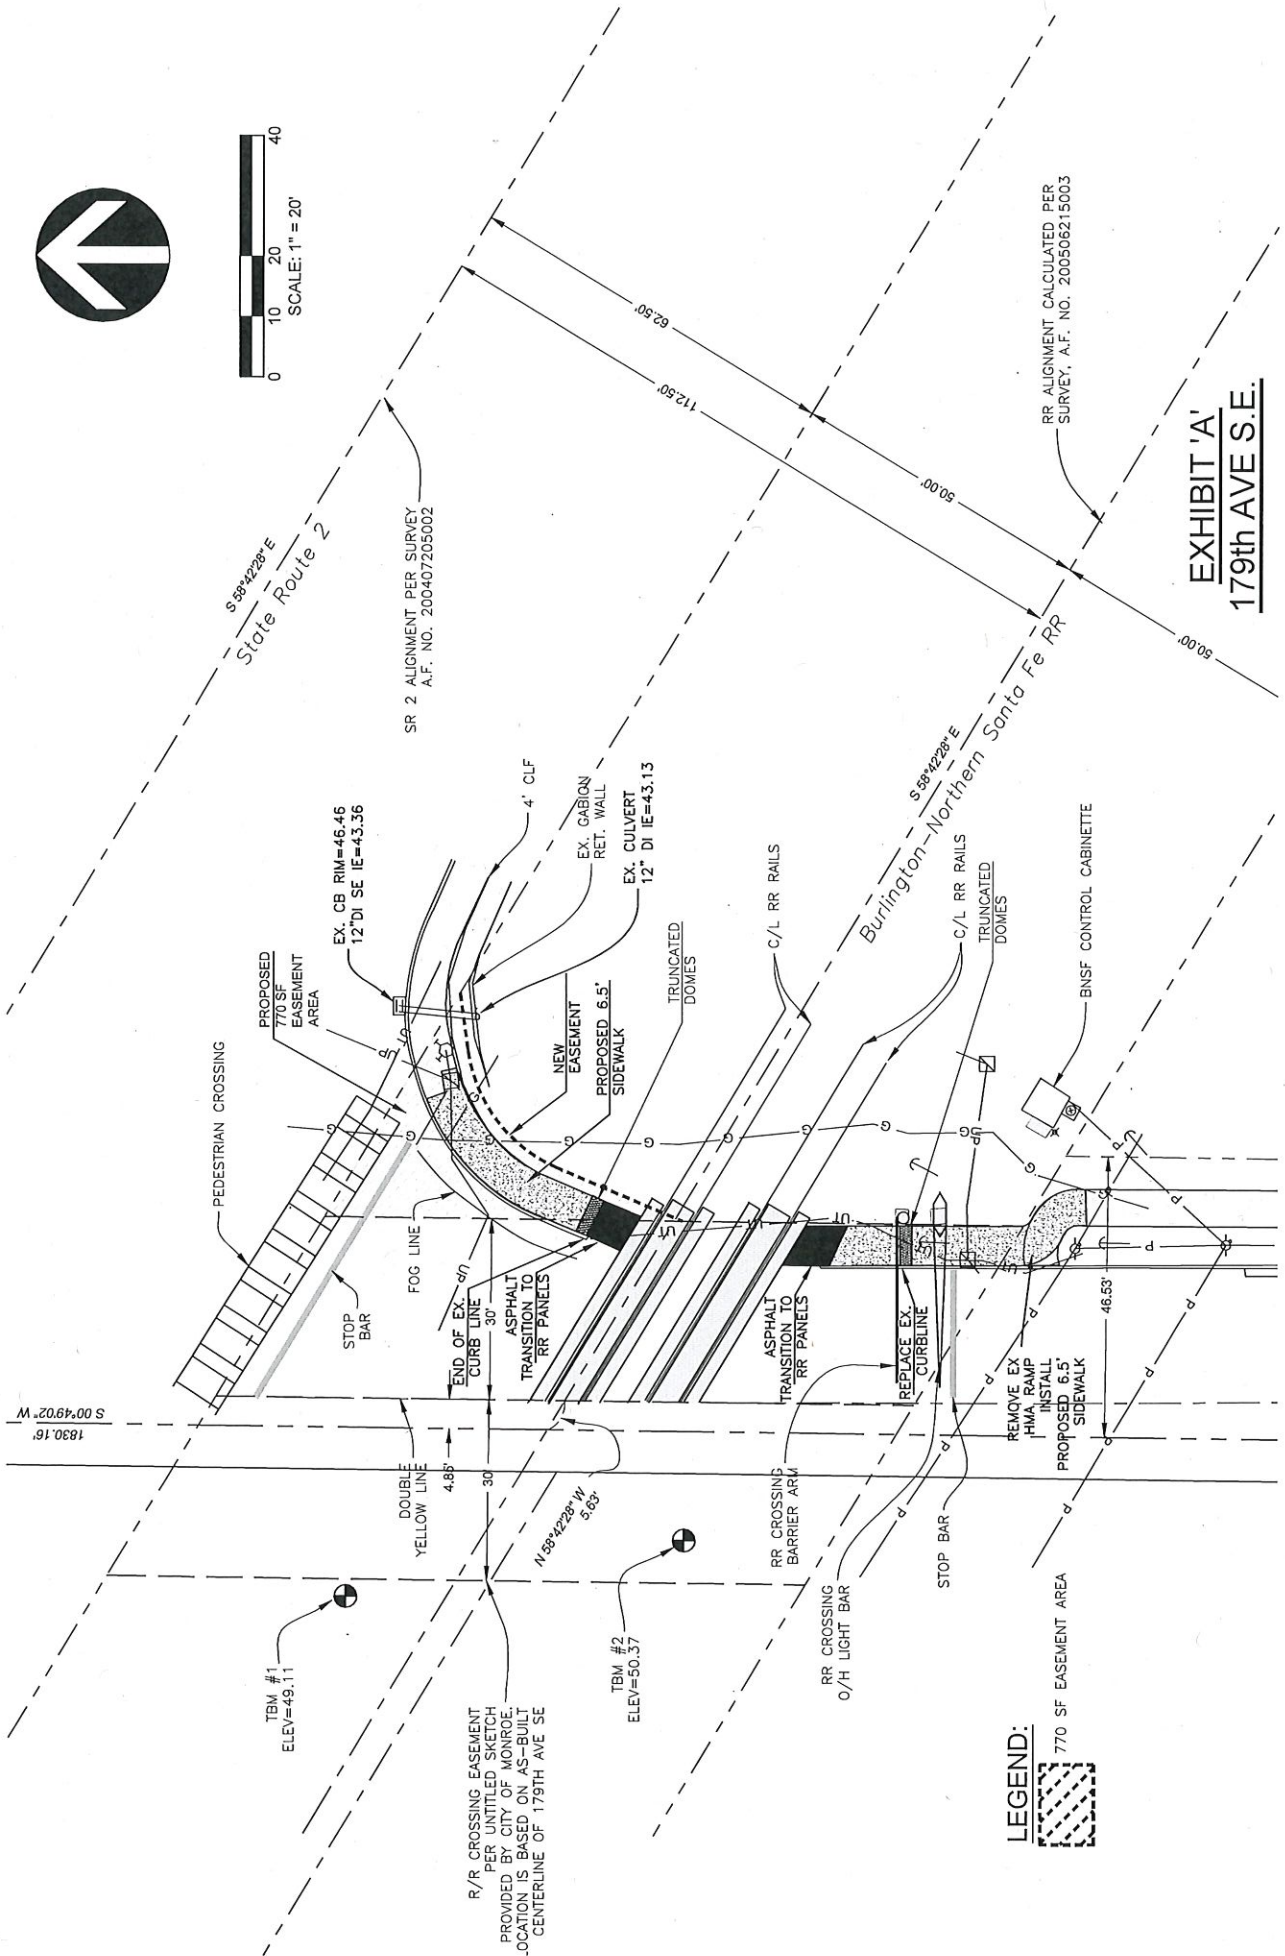 0
10
20
40
SCALE: 1" = 20'
S 58°42'28" E
State Route 2
SR 2 ALIGNMENT PER SURVEY
A.F. NO. 200407205002
62.50'
112.50'
50.00'
50.00'
RR ALIGNMENT CALCULATED PER
SURVEY, A.F. NO. 200506215003
S 58°42'28" E
Burlington-Northern Santa Fe RR
PEDESTRIAN CROSSING
PROPOSED
770 SF
EASEMENT
AREA
EX. CB RIM=46.46
12"DI SE IE=43.36
4' CLF
EX. GABION
RET. WALL
EX. CULVERT
12" DI IE=43.13
NEW
EASEMENT
PROPOSED 6.5'
SIDEWALK
TRUNCATED
DOMES
C/L RR RAILS
C/L RR RAILS
TRUNCATED
DOMES
BNSF CONTROL CABINETTE
STOP
BAR
FOG LINE
END OF EX.
CURB LINE
30'
ASPHALT
TRANSITION TO
RR PANELS
ASPHALT
TRANSITION TO
RR PANELS
REPLACE EX.
CURBLINE
REMOVE EX
HMA RAMP
INSTALL
PROPOSED 6.5'
SIDEWALK
46.53'
1830.16'
S 00°49'02" W
DOUBLE
YELLOW LINE
4.86'
30'
N 58°42'28" W
5.63'
RR CROSSING
BARRIER ARM
RR CROSSING
O/H LIGHT BAR
STOP BAR
TBM #1
ELEV=49.11
TBM #2
ELEV=50.37
R/R CROSSING EASEMENT
PER UNTITLED SKETCH
PROVIDED BY CITY OF MONROE.
LOCATION IS BASED ON AS-BUILT
CENTERLINE OF 179TH AVE SE
LEGEND:
770 SF EASEMENT AREA
EXHIBIT 'A'
179th AVE S.E.